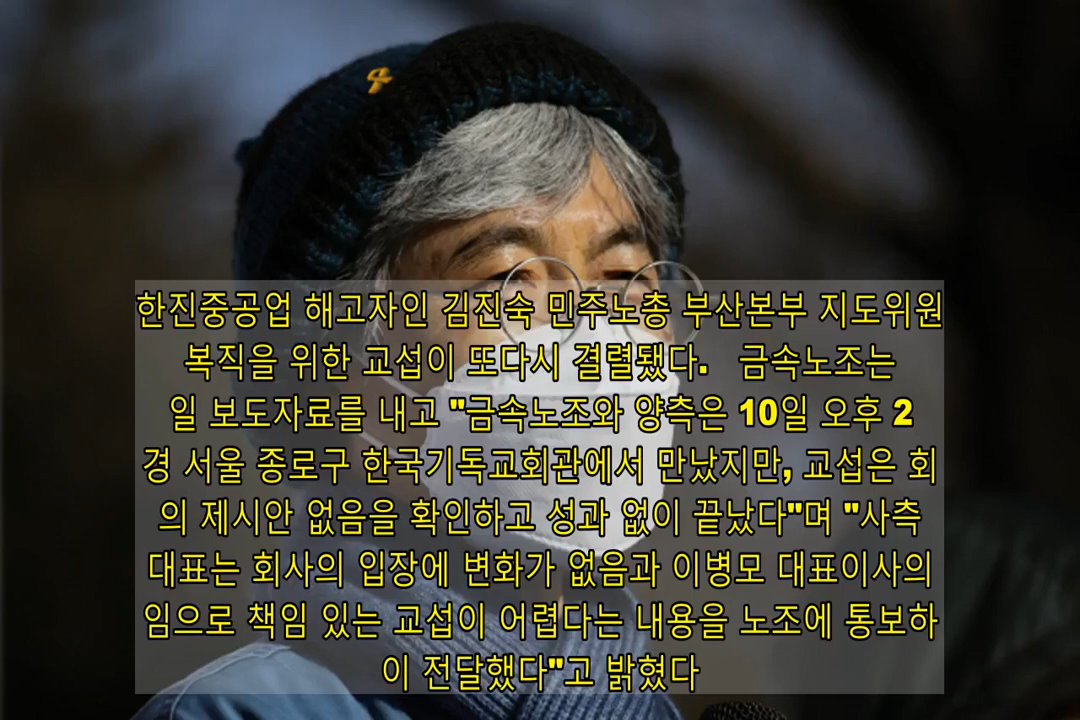 한진중공업 해고자인 김진숙 민주노총 부산본부 지도위원
복직을 위한 교섭이 또다시 결렬됐다. 금속노조는
일 보도자료를 내고 "금속노조와 양측은 10일 오후 2
경 서울 종로구 한국기독교회관에서 만났지만, 교섭은 회
의 제시안 없음을 확인하고 성과 없이 끝났다"며 "사측
대표는 회사의 입장에 변화가 없음과 이병모 대표이사의
임으로 책임 있는 교섭이 어렵다는 내용을 노조에 통보하
이 전달했다"고 밝혔다